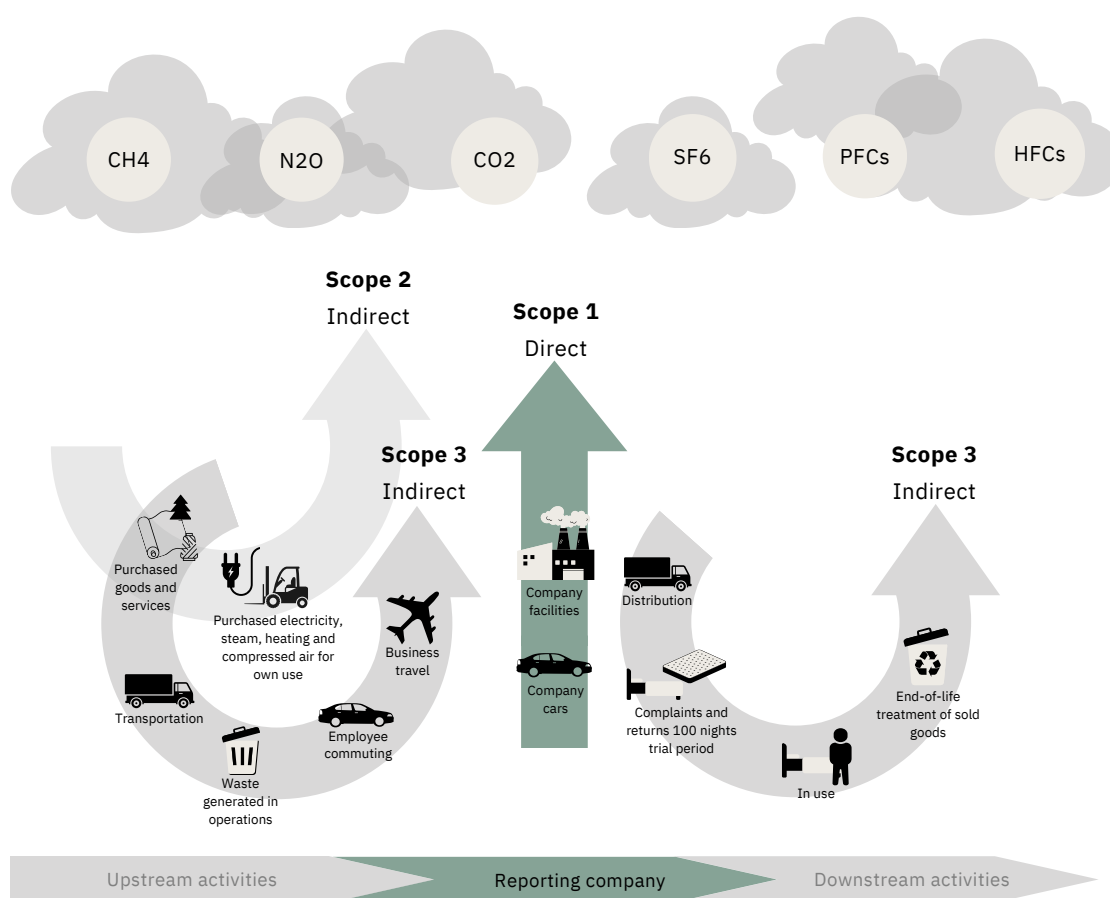 CH4
N2O
CO2
SF6
PFCs
HFCs
Scope 2
Indirect
Scope 1
Direct
Scope 3
Indirect
Scope 3
Indirect
Purchased
goods and
services
Purchased electricity,
steam, heating and
compressed air for
own use
Transportation
Waste
generated in
operations
Employee
commuting
Business
travel
Company
facilities
Company
cars
Distribution
Complaints and
returns 100 nights
trial period
In use
End-of-life
treatment of sold
goods
Upstream activities
Reporting company
Downstream activities